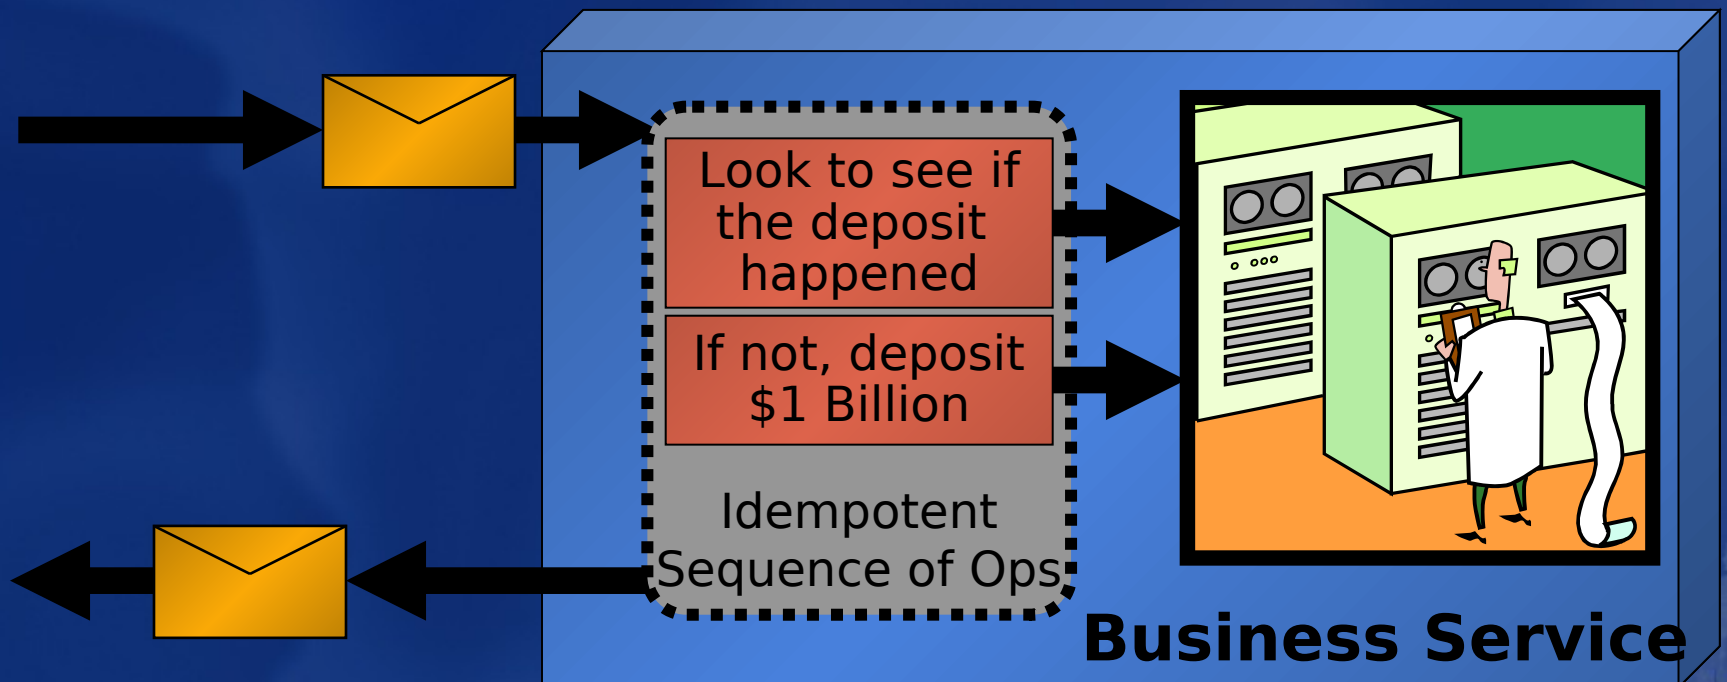 Look to see if
the deposit
happened
If not, deposit
$1 Billion
Idempotent
Sequence of Ops
Business Service